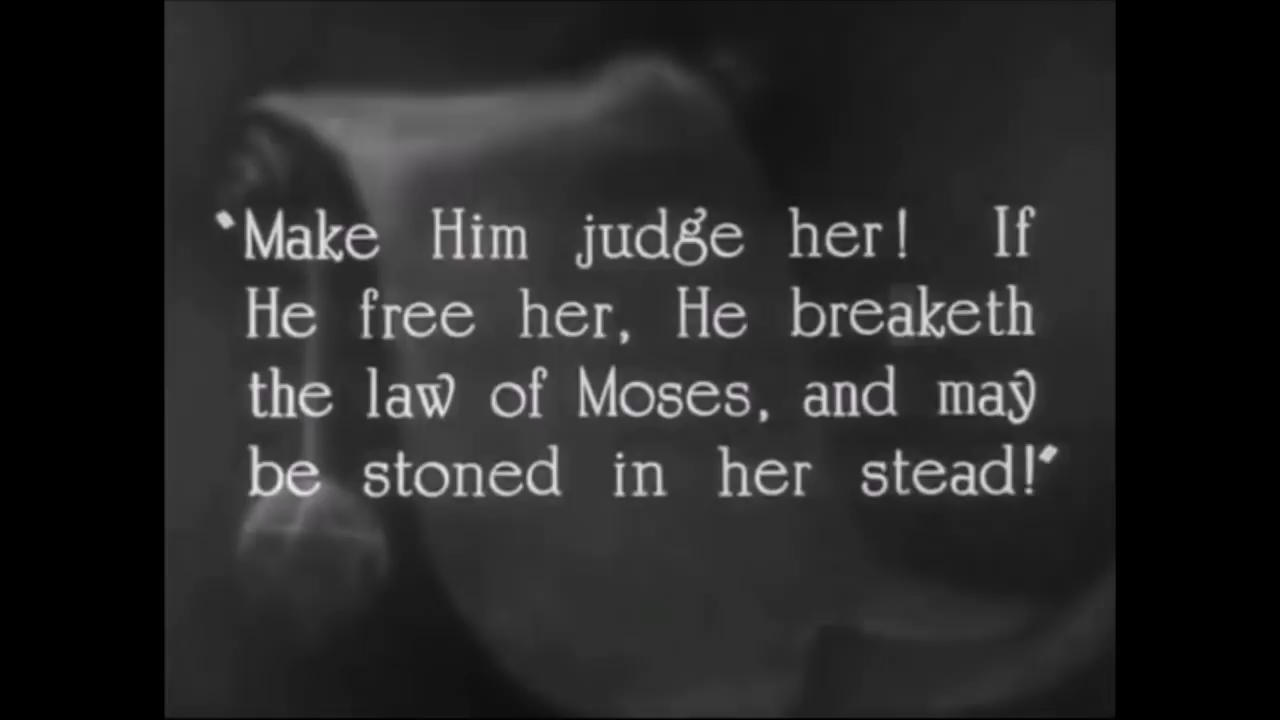 "Make Him judge her! If
He free her, He breaketh
the law of Moses, and may
be stoned in her stead!"